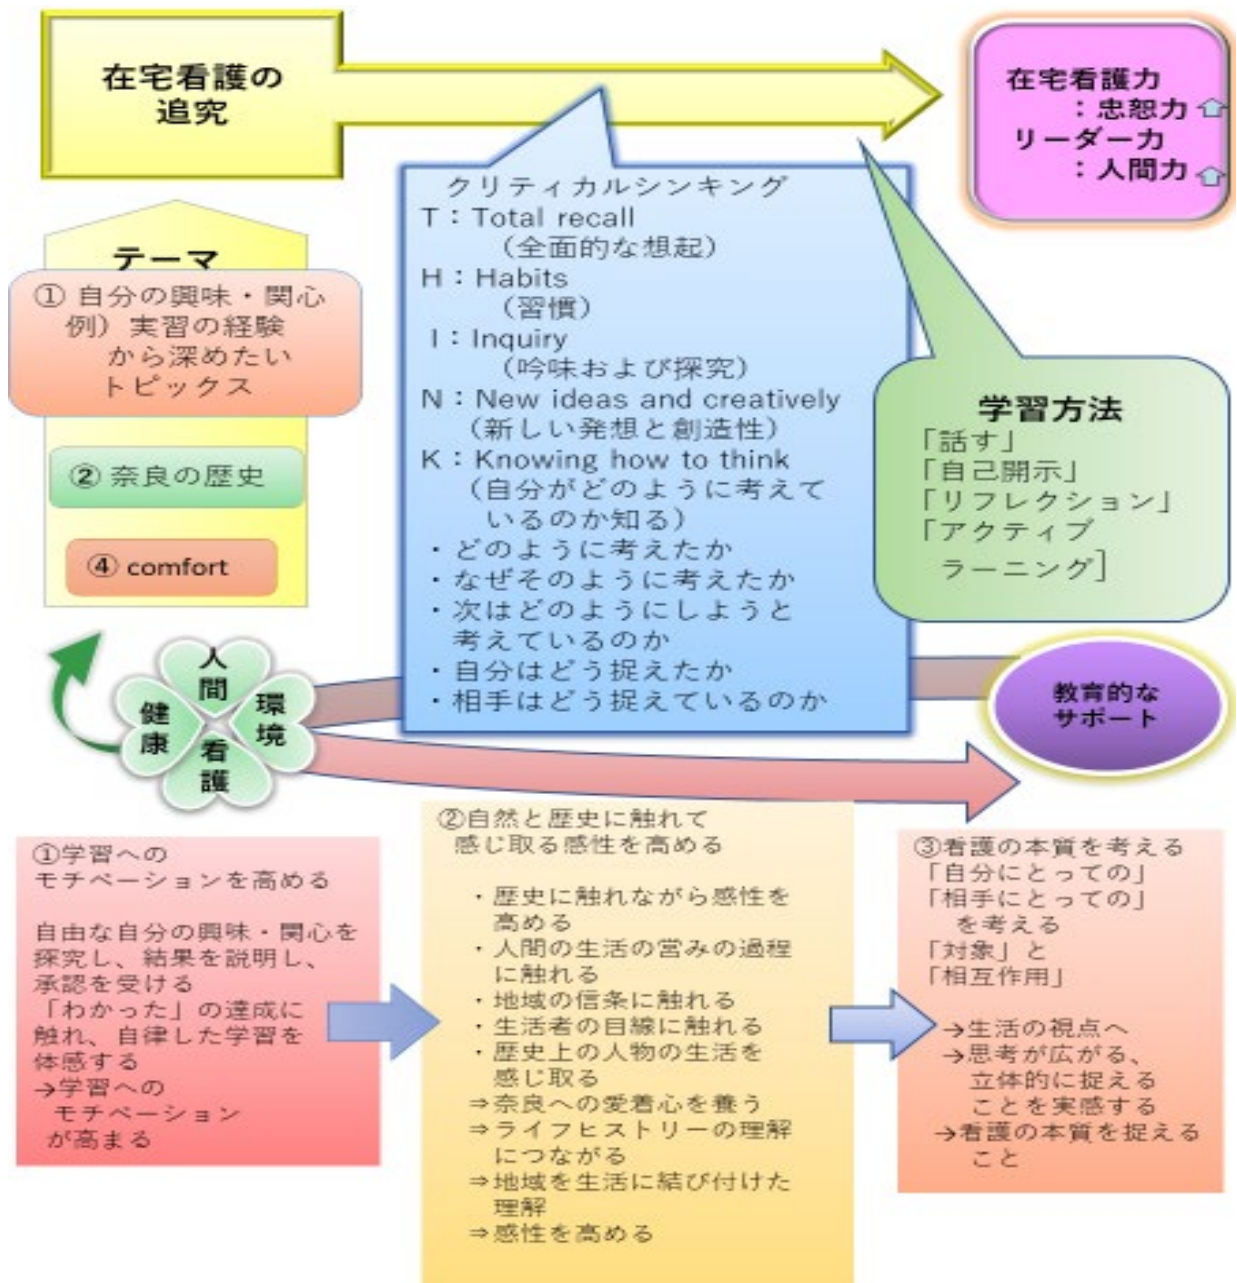 在宅看護の
追究
在宅看護力
：忠恕力
リーダー力
：人間力
テーマ
① 自分の興味・関心
例）実習の経験
から深めたい
トピックス
② 奈良の歴史
④ comfort
クリティカルシンキング
T：Total recall
（全面的な想起）
H：Habits
（習慣）
I：Inquiry
（吟味および探究）
N：New ideas and creatively
（新しい発想と創造性）
K：Knowing how to think
（自分がどのように考えて
いるのか知る）
・どのように考えたか
・なぜそのように考えたか
・次はどのようにしようと
考えているのか
・自分はどう捉えたか
・相手はどう捉えているのか
学習方法
「話す」
「自己開示」
「リフレクション」
「アクティブ
ラーニング］
人間
健康
環境
看護
教育的な
サポート
①学習への
モチベーションを高める
自由な自分の興味・関心を
探究し、結果を説明し、
承認を受ける
「わかった」の達成に
触れ、自律した学習を
体感する
→学習への
モチベーション
が高まる
②自然と歴史に触れて
感じ取る感性を高める
・歴史に触れながら感性を
高める
・人間の生活の営みの過程
に触れる
・地域の信条に触れる
・生活者の目線に触れる
・歴史上の人物の生活を
感じ取る
⇒奈良への愛着心を養う
⇒ライフヒストリーの理解
につながる
⇒地域を生活に結び付けた
理解
⇒感性を高める
③看護の本質を考える
「自分にとっての」
「相手にとっての」
を考える
「対象」と
「相互作用」
→生活の視点へ
→思考が広がる、
立体的に捉える
ことを実感する
→看護の本質を捉える
こと